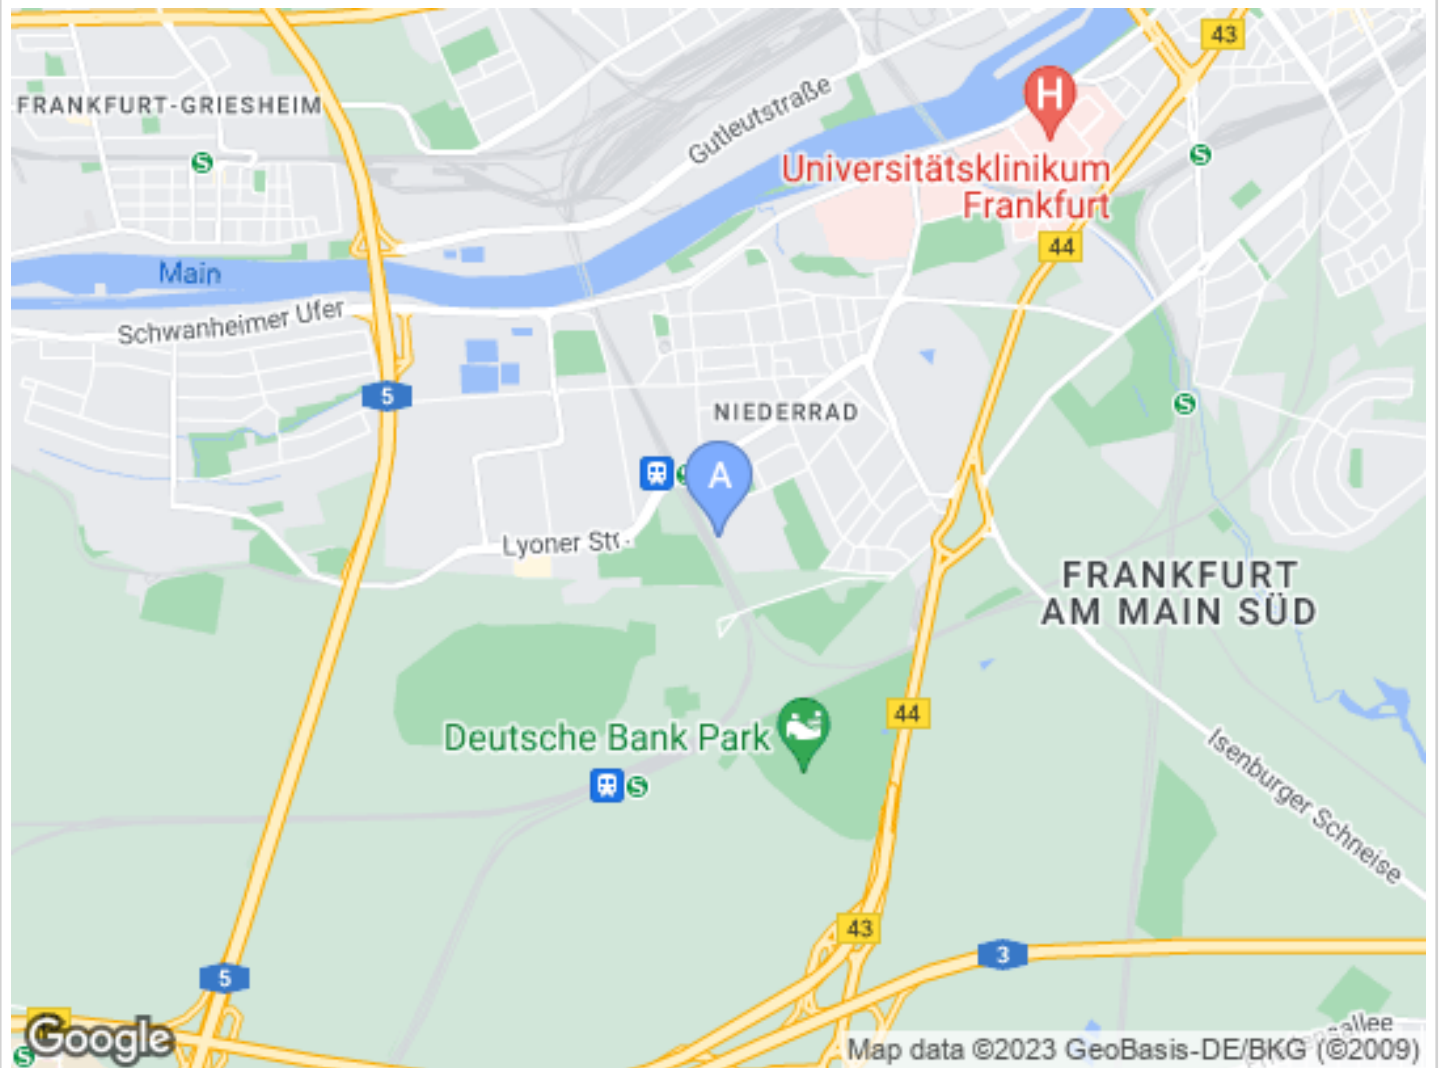 43
H
FRANKFURT-GRIESHEIM
Gutleutstraße
S
S
Universitätsklinikum
Frankfurt
44
Main
Schwanheimer Ufer
5
S
NIEDERRAD
A
Lyoner Str.
FRANKFURT
AM MAIN SÜD
44
Deutsche Bank Park
S
Isenburger Schneise
43
3
5
Google
S
Map data ©2023 GeoBasis-DE/BKG (©2009)